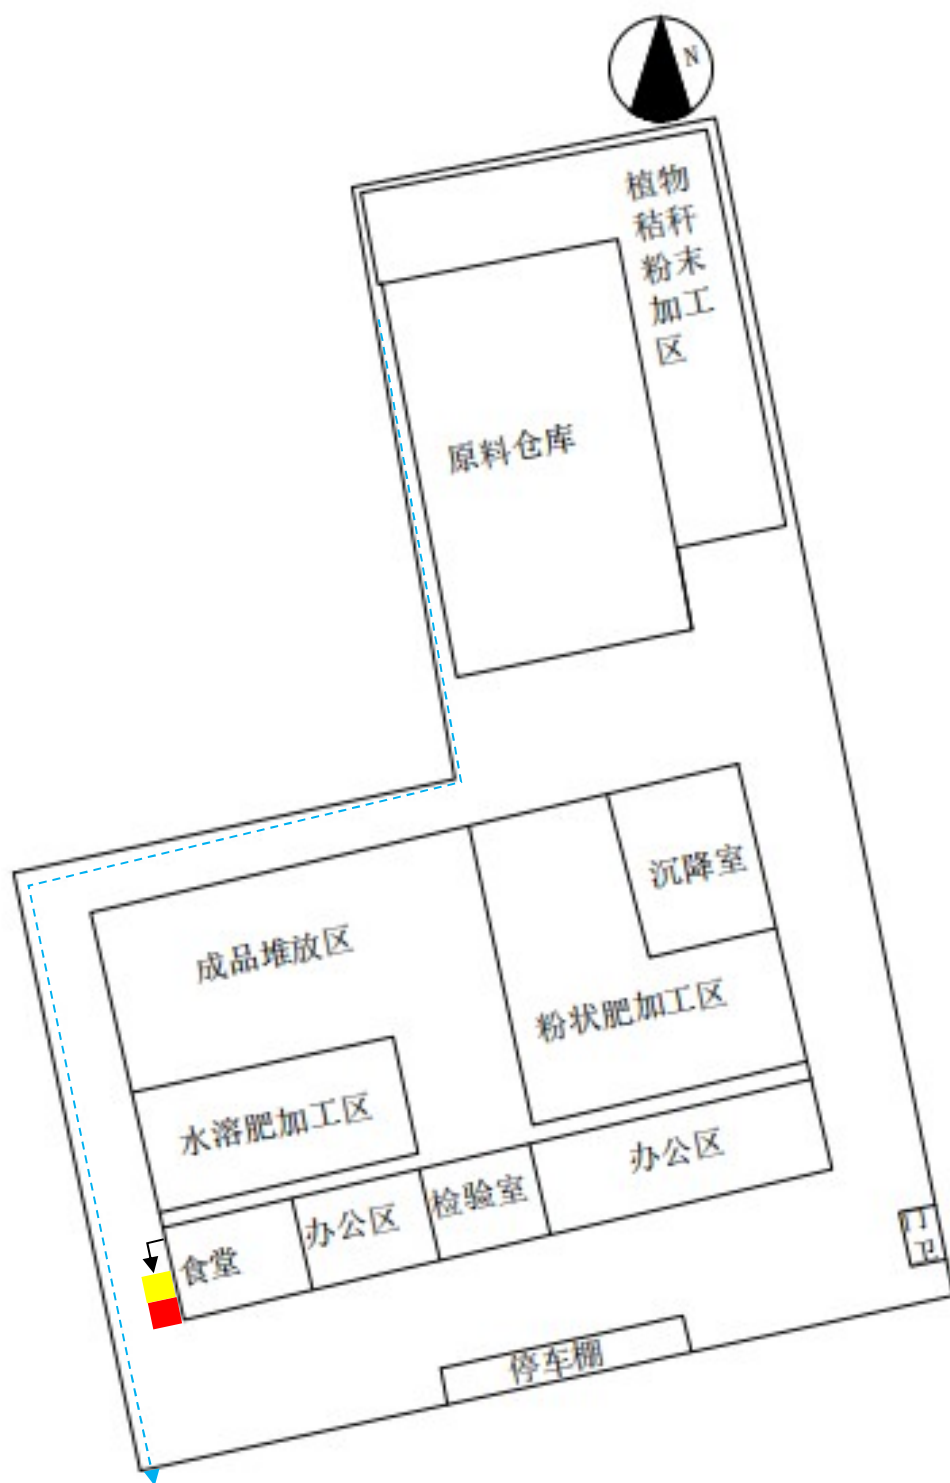 N
植物
秸秆
粉末
加工
区
原料仓库
沉降室
成品堆放区
粉状肥加工区
水溶肥加工区
办公区
检验室
办公区
食堂
门
卫
停车棚